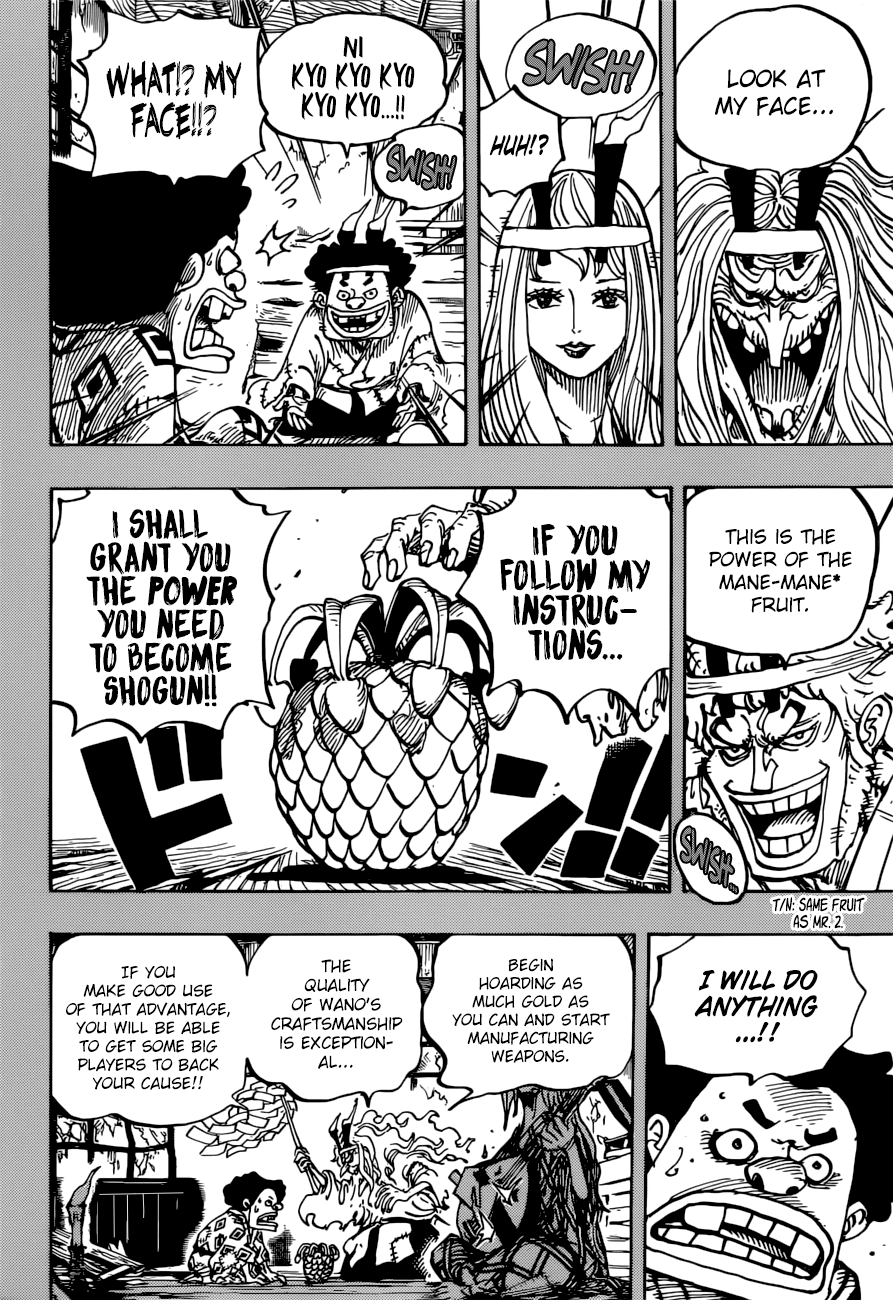 LOOK AT
MY FACE...
SWISH!
HUH!?
NI
KYO KYO KYO
KYO KYO...!!
SWISH!
WHAT!? MY
FACE!!?
THIS IS THE
POWER OF THE
MANE-MANE*
FRUIT.
SWISH...
T/N: SAME FRUIT
AS MR. 2.
IF YOU
FOLLOW MY
INSTRUC-
TIONS...
I SHALL
GRANT YOU
THE POWER
YOU NEED
TO BECOME
SHOGUN!!
ドン!!
I WILL DO
ANYTHING
...!!
BEGIN
HOARDING AS
MUCH GOLD AS
YOU CAN AND START
MANUFACTURING
WEAPONS.
THE
QUALITY
OF WANO'S
CRAFTSMANSHIP
IS EXCEPTION-
AL...
IF YOU
MAKE GOOD USE
OF THAT ADVANTAGE,
YOU WILL BE ABLE
TO GET SOME BIG
PLAYERS TO BACK
YOUR CAUSE!!